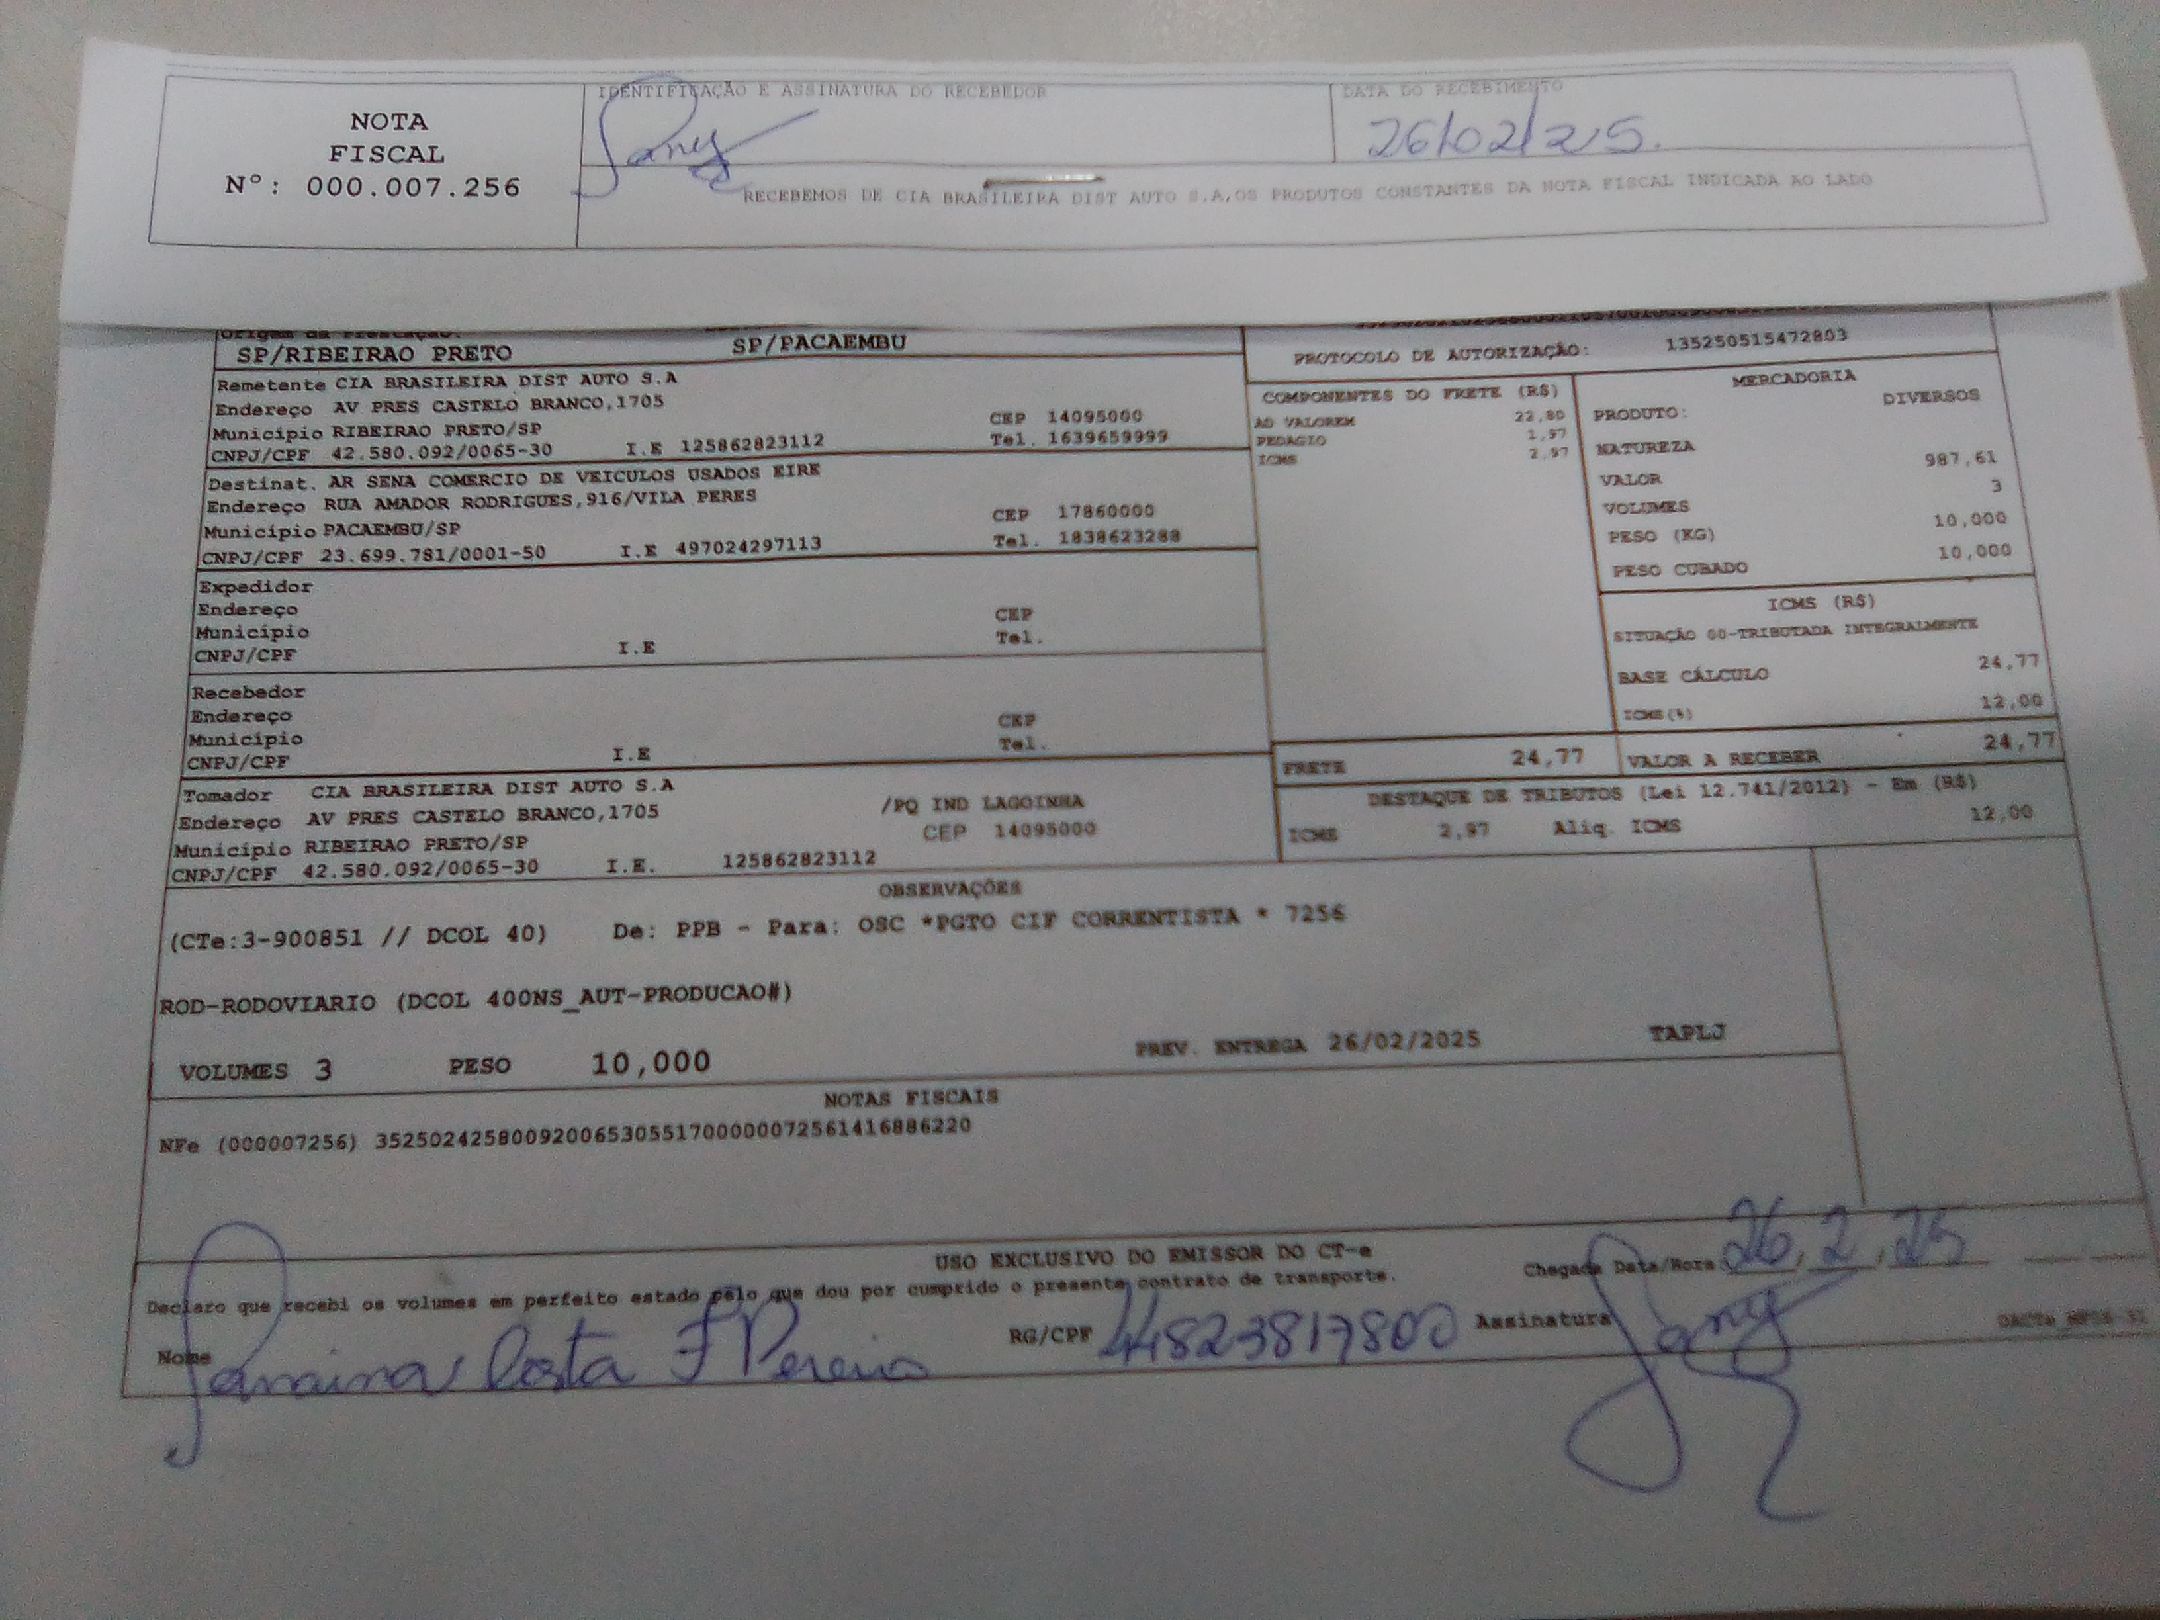 IDENTIFICAÇÃO E ASSINATURA DO RECEBEDOR
DATA DO RECEBIMENTO
NOTA
FISCAL
Nº: 000.007.256
26/02/25.
RECEBEMOS DE CIA BRASILEIRA DIST AUTO S.A,OS PRODUTOS CONSTANTES DA NOTA FISCAL INDICADA AO LADO
Origem da Prestação:
SP/RIBEIRAO PRETO SP/PACAEMBU
PROTOCOLO DE AUTORIZAÇÃO: 135250515472803
Remetente CIA BRASILEIRA DIST AUTO S.A
Endereço AV PRES CASTELO BRANCO,1705 CEP 14095000
Município RIBEIRAO PRETO/SP Tel. 1639659999
CNPJ/CPF 42.580.092/0065-30 I.E 125862823112
Destinat. AR SENA COMERCIO DE VEICULOS USADOS EIRE
Endereço RUA AMADOR RODRIGUES,916/VILA PERES CEP 17860000
Município PACAEMBU/SP Tel. 1838623288
CNPJ/CPF 23.699.781/0001-50 I.E 497024297113
Expedidor
Endereço CEP
Município Tel.
CNPJ/CPF I.E
Recebedor
Endereço CEP
Município Tel.
CNPJ/CPF I.E
Tomador CIA BRASILEIRA DIST AUTO S.A
Endereço AV PRES CASTELO BRANCO,1705 /PQ IND LAGOINHA
Município RIBEIRAO PRETO/SP CEP 14095000
CNPJ/CPF 42.580.092/0065-30 I.E. 125862823112
COMPONENTES DO FRETE (R$)
AD VALOREM 22,80
PEDAGIO 1,97
ICMS 2,97
MERCADORIA
PRODUTO: DIVERSOS
NATUREZA
VALOR 987,61
VOLUMES 3
PESO (KG) 10,000
PESO CUBADO 10,000
ICMS (R$)
SITUAÇÃO 00-TRIBUTADA INTEGRALMENTE
BASE CÁLCULO 24,77
ICMS(%) 12,00
FRETE 24,77 VALOR A RECEBER 24,77
DESTAQUE DE TRIBUTOS (Lei 12.741/2012) - Em (R$)
ICMS 2,97 Aliq. ICMS 12,00
OBSERVAÇÕES
(CTe:3-900851 // DCOL 40) De: PPB - Para: OSC *PGTO CIF CORRENTISTA * 7256
ROD-RODOVIARIO (DCOL 400NS_AUT-PRODUCAO#)
VOLUMES 3 PESO 10,000 PREV. ENTREGA 26/02/2025 TAPLJ
NOTAS FISCAIS
NFe (000007256) 35250242580092006530551700000072561416886220
USO EXCLUSIVO DO EMISSOR DO CT-e
Declaro que recebi os volumes em perfeito estado pelo que dou por cumprido o presente contrato de transporte.
Chegada Data/Hora 26,2,25
Nome Janaina Costa F Pereira RG/CPF 44823817800 Assinatura